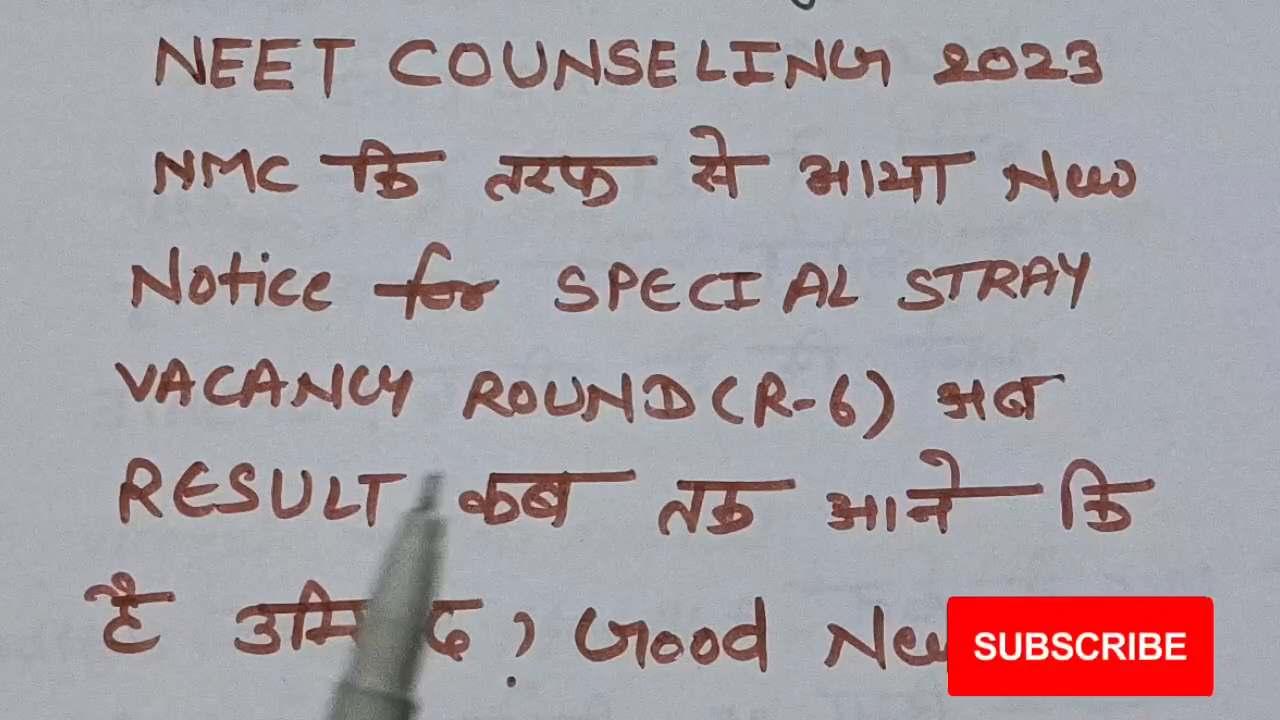 NEET COUNSELING 2023
NMC कि तरफ से आया New
Notice for SPECIAL STRAY
VACANCY ROUND(R-6) अब
RESULT कब तक आने कि
है ? Good
SUBSCRIBE